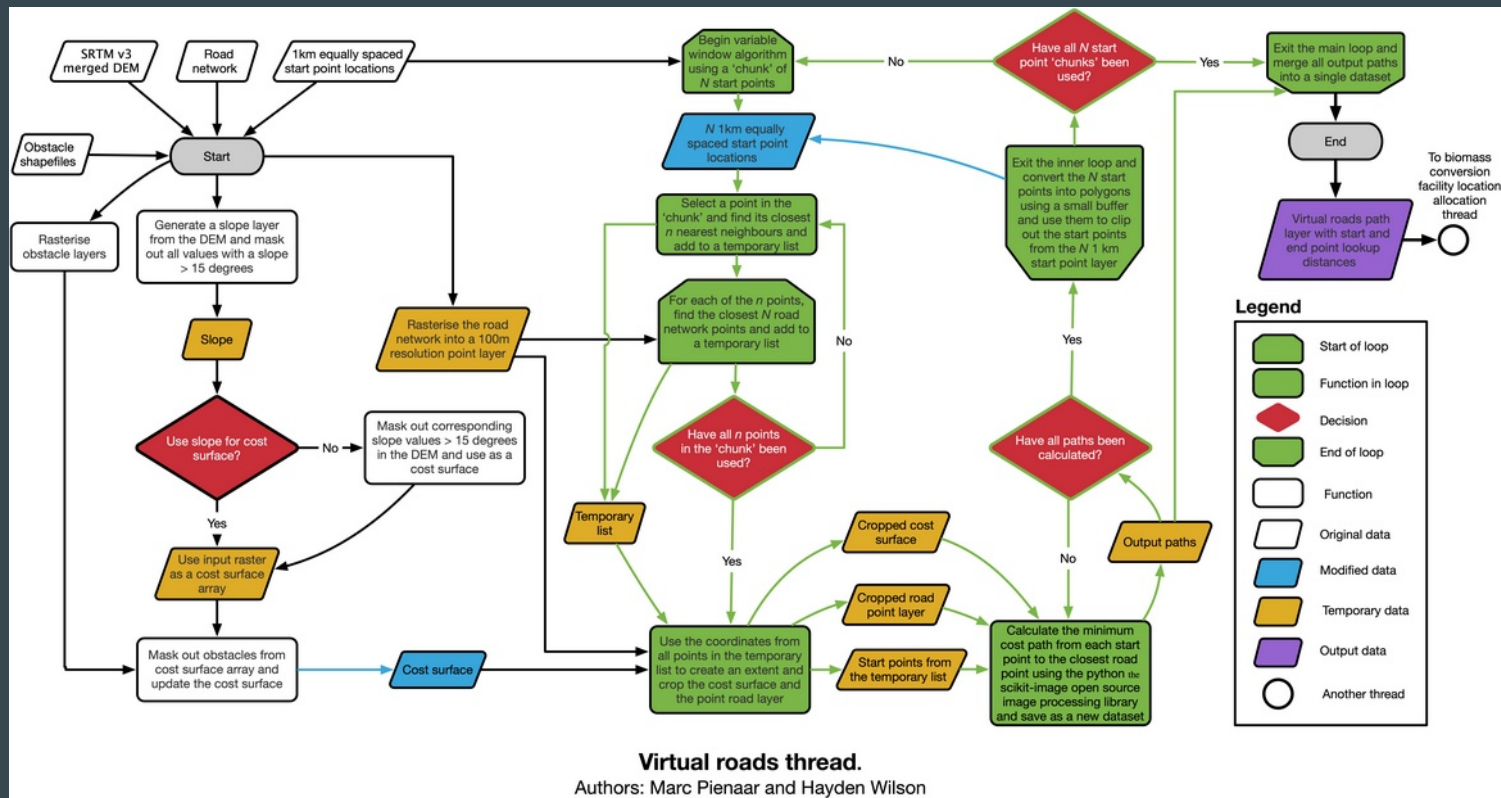 SRTM v3
merged DEM
Road
network
1km equally spaced
start point locations
Obstacle
shapefiles
Start
Rasterise
obstacle layers
Generate a slope layer
from the DEM and mask
out all values with a slope
> 15 degrees
Slope
Use slope for cost
surface?
No
Mask out corresponding
slope values > 15 degrees
in the DEM and use as a
cost surface
Yes
Use input raster
as a cost surface
array
Mask out obstacles from
cost surface array and
update the cost surface
Cost surface
Rasterise the road
network into a 100m
resolution point layer
Begin variable
window algorithm
using a 'chunk' of
N start points
N 1km equally
spaced start point
locations
Select a point in the
'chunk' and find its closest
n nearest neighbours and
add to a temporary list
For each of the n points,
find the closest N road
network points and add to
a temporary list
No
Have all n points
in the 'chunk' been
used?
Temporary
list
Yes
Use the coordinates from
all points in the temporary
list to create an extent and
crop the cost surface and
the point road layer
Cropped cost
surface
Cropped road
point layer
Start points from
the temporary list
Calculate the minimum
cost path from each start
point to the closest road
point using the python the
scikit-image open source
image processing library
and save as a new dataset
Output paths
No
Have all paths been
calculated?
Yes
Exit the inner loop and
convert the N start
points into polygons
using a small buffer
and use them to clip
out the start points
from the N 1 km
start point layer
Have all N start
point 'chunks' been
used?
No
Yes
Exit the main loop and
merge all output paths
into a single dataset
End
Virtual roads path
layer with start and
end point lookup
distances
To biomass
conversion
facility location
allocation
thread
Legend
Start of loop
Function in loop
Decision
End of loop
Function
Original data
Modified data
Temporary data
Output data
Another thread
Virtual roads thread.
Authors: Marc Pienaar and Hayden Wilson